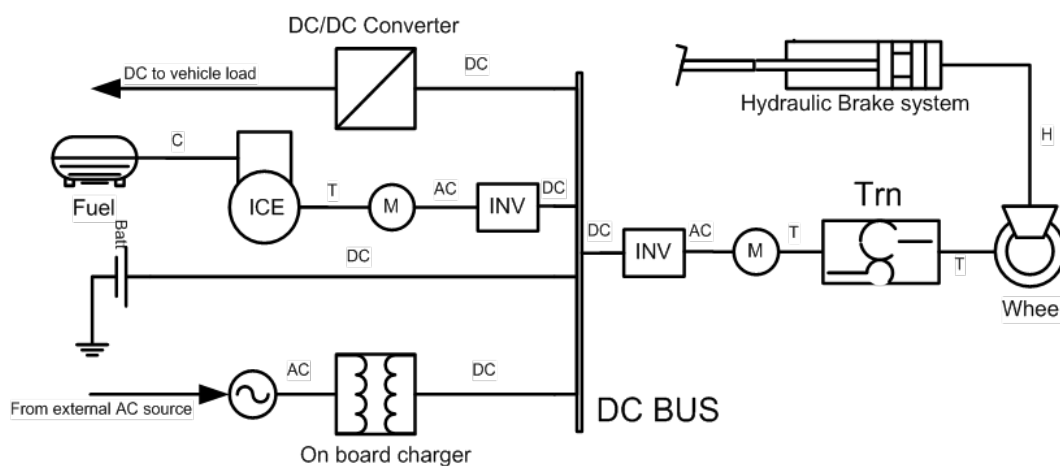 DC/DC Converter
DC to vehicle load
DC
Hydraulic Brake system
H
C
Fuel
ICE
T
M
AC
INV
DC
Batt
DC
DC
INV
AC
M
T
Trn
T
Wheel
From external AC source
AC
On board charger
DC
DC BUS